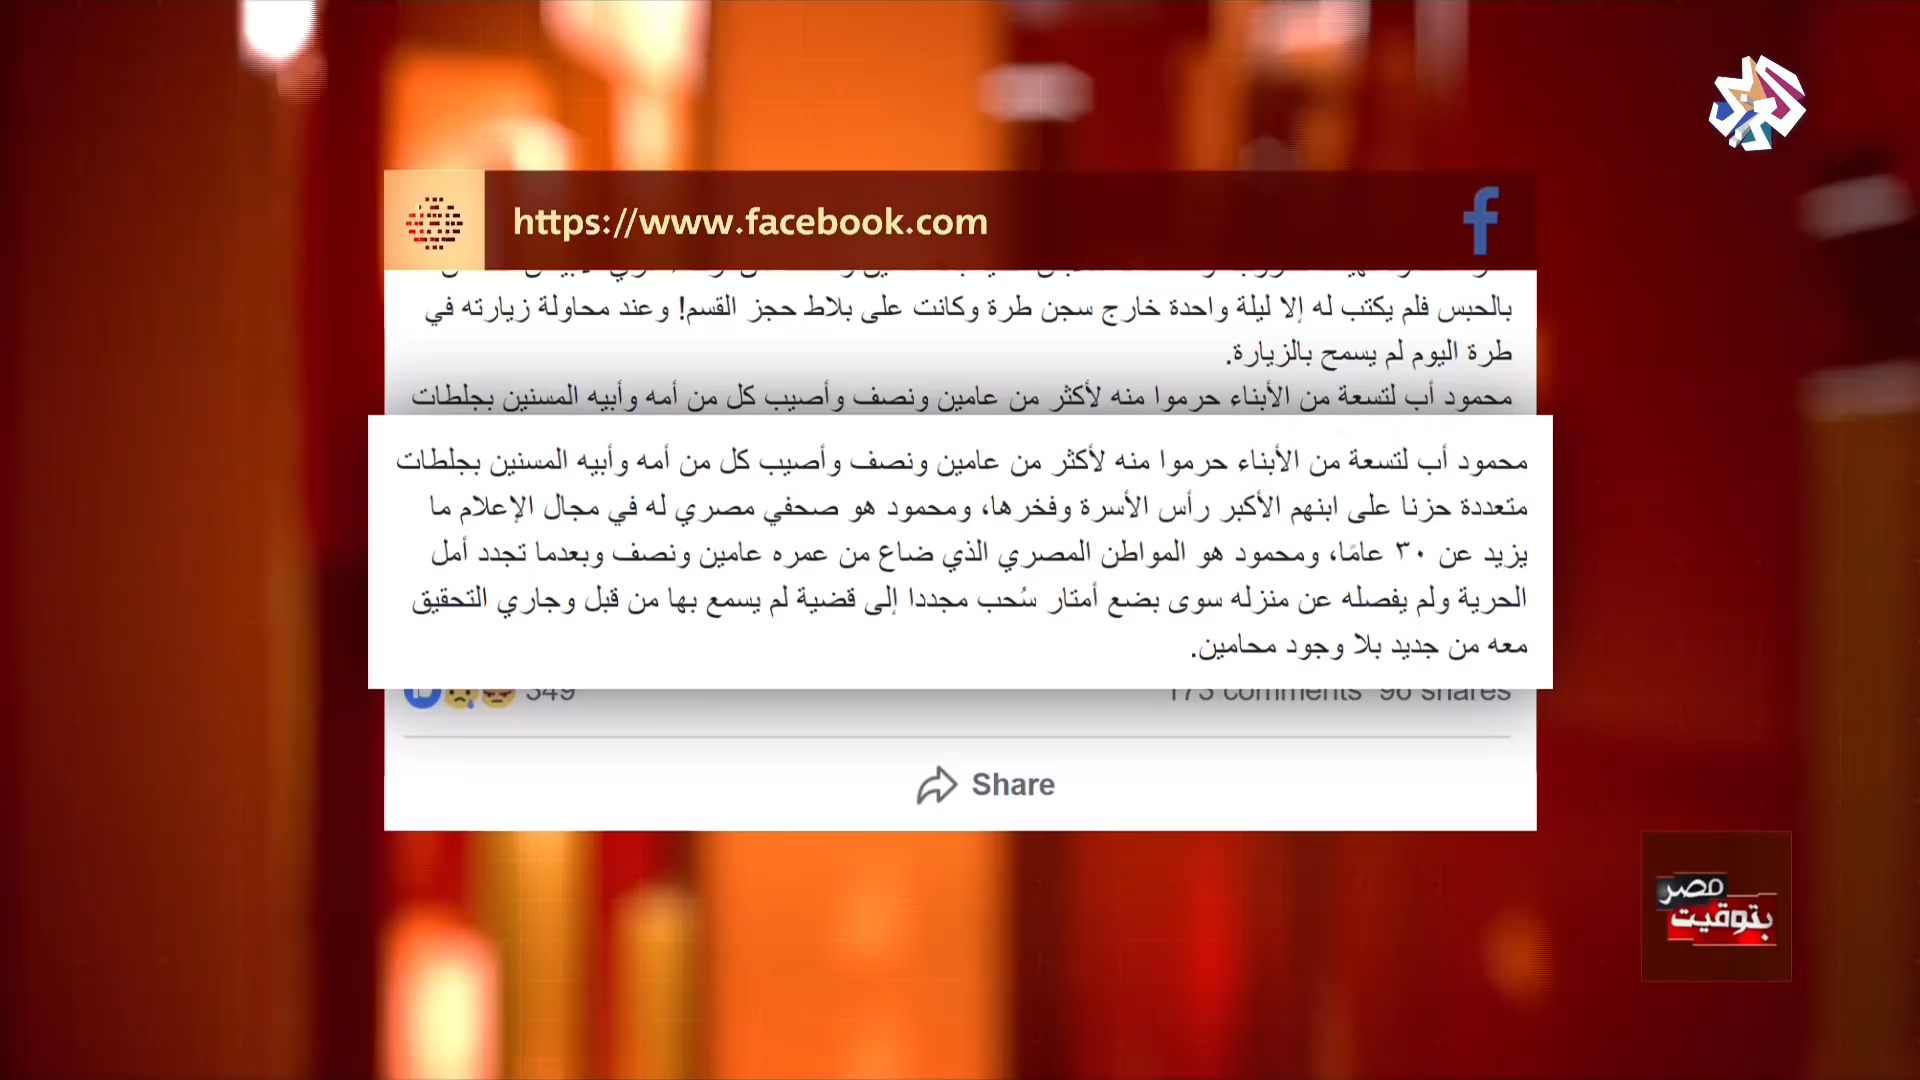 https://www.facebook.com
بالحبس فلم يكتب له إلا ليلة واحدة خارج سجن طرة وكانت على بلاط حجز القسم! وعند محاولة زيارته في
طرة اليوم لم يسمح بالزيارة.
محمود أب لتسعة من الأبناء حرموا منه لأكثر من عامين ونصف وأصيب كل من أمه وأبيه المسنين بجلطات
محمود أب لتسعة من الأبناء حرموا منه لأكثر من عامين ونصف وأصيب كل من أمه وأبيه المسنين بجلطات
متعددة حزنا على ابنهم الأكبر رأس الأسرة وفخرها، ومحمود هو صحفي مصري له في مجال الإعلام ما
يزيد عن ٣٠ عامًا، ومحمود هو المواطن المصري الذي ضاع من عمره عامين ونصف وبعدما تجدد أمل
الحرية ولم يفصله عن منزله سوى بضع أمتار سُحب مجددا إلى قضية لم يسمع بها من قبل وجاري التحقيق
معه من جديد بلا وجود محامين.
349 173 comments 96 shares
Share
مصر
بتوقيت